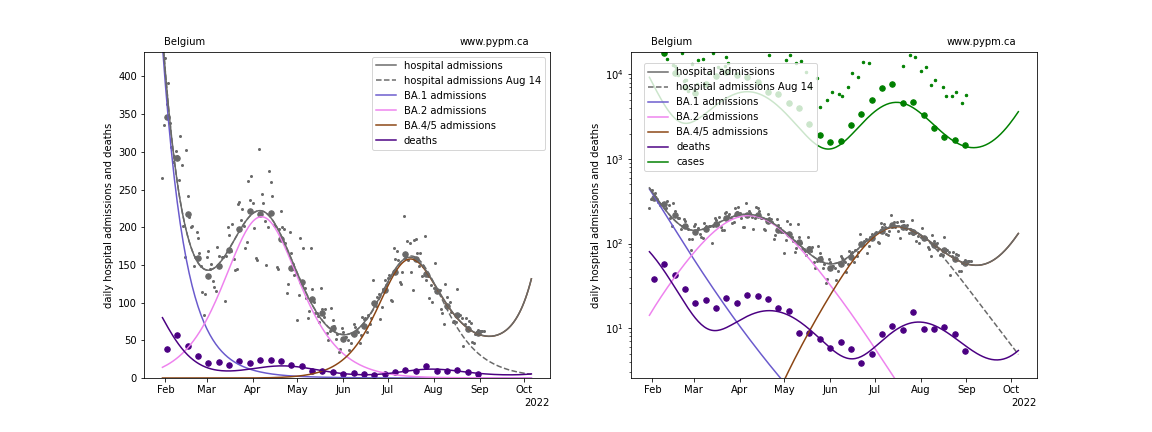 Belgium
www.pypm.ca
daily hospital admissions and deaths
400
350
300
250
200
150
100
50
0
hospital admissions
hospital admissions Aug 14
BA.1 admissions
BA.2 admissions
BA.4/5 admissions
deaths
Feb Mar Apr May Jun Jul Aug Sep Oct
2022
Belgium
www.pypm.ca
daily hospital admissions and deaths
10⁴
10³
10²
10¹
hospital admissions
hospital admissions Aug 14
BA.1 admissions
BA.2 admissions
BA.4/5 admissions
deaths
cases
Feb Mar Apr May Jun Jul Aug Sep Oct
2022